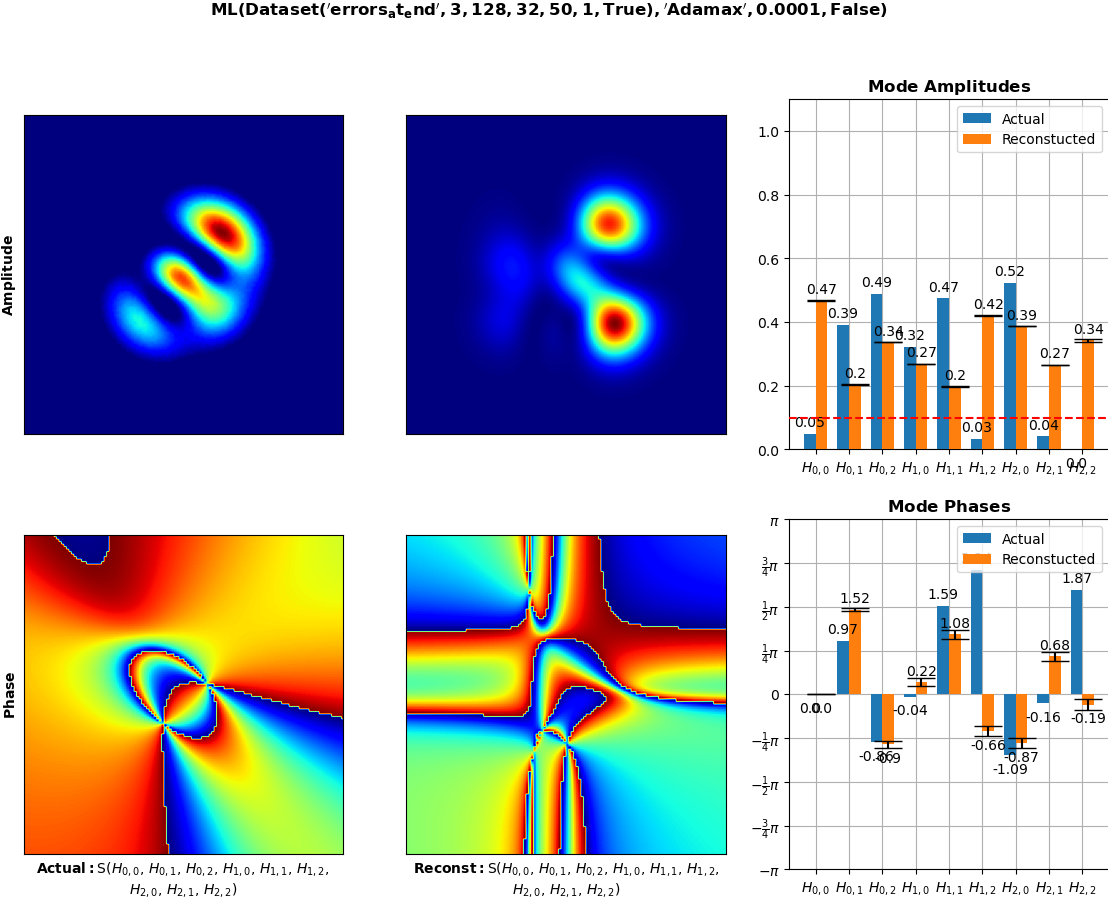 ML(Dataset('errors_at_end', 3, 128, 32, 50, 1, True), 'Adamax', 0.0001, False)
Amplitude
Mode Amplitudes
Actual
Reconstucted
1.0
0.8
0.6
0.4
0.2
0.0
0.05 0.47 0.39 0.2 0.49 0.34 0.32 0.27 0.47 0.2 0.03 0.42 0.52 0.39 0.04 0.27 0.0 0.34
H0,0 H0,1 H0,2 H1,0 H1,1 H1,2 H2,0 H2,1 H2,2
Phase
Actual: S(H0,0, H0,1, H0,2, H1,0, H1,1, H1,2,
H2,0, H2,1, H2,2)
Reconst: S(H0,0, H0,1, H0,2, H1,0, H1,1, H1,2,
H2,0, H2,1, H2,2)
Mode Phases
Actual
Reconstucted
π
3/4π
1/2π
1/4π
0
−1/4π
−1/2π
−3/4π
−π
0.0 0.0 0.97 1.52 -0.86 -0.9 -0.04 0.22 1.59 1.08 -0.66 -1.09 -0.87 -0.16 0.68 1.87 -0.19
H0,0 H0,1 H0,2 H1,0 H1,1 H1,2 H2,0 H2,1 H2,2